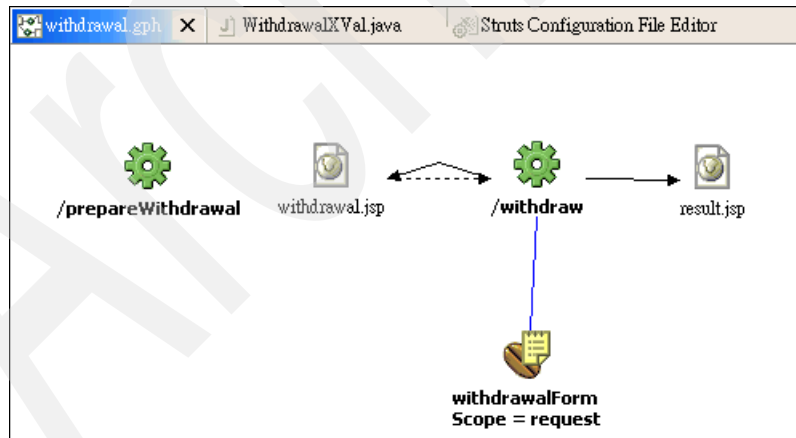 withdrawal.gph
WithdrawalXVal.java
Struts Configuration File Editor
/prepareWithdrawal
withdrawal.jsp
/withdraw
result.jsp
withdrawalForm
Scope = request